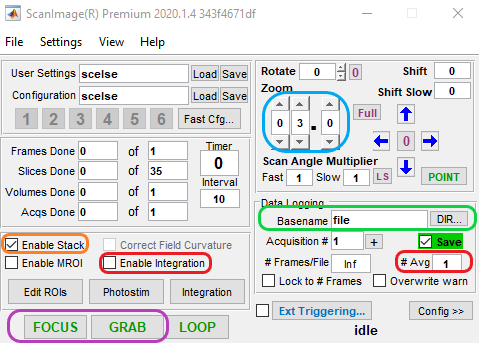 ScanImage(R) Premium 2020.1.4 343f4671df
File Settings View Help
User Settings scelse Load Save
Configuration scelse Load Save
1 2 3 4 5 6 Fast Cfg...
Frames Done 0 of 1
Slices Done 0 of 35
Volumes Done 0 of 1
Acqs Done 0 of 1
Timer
0
Interval
10
Enable Stack Correct Field Curvature
Enable MROI Enable Integration
Edit ROIs Photostim Integration
FOCUS GRAB LOOP
Rotate 0 0 Shift 0
Zoom Shift Slow 0
0 3 . 0 Full 0
Scan Angle Multiplier
Fast 1 Slow 1 LS POINT
Data Logging
Basename file DIR...
Acquisition # 1 + Save
# Frames/File Inf # Avg 1
Lock to # Frames Overwrite warn
Ext Triggering... Config >>
idle